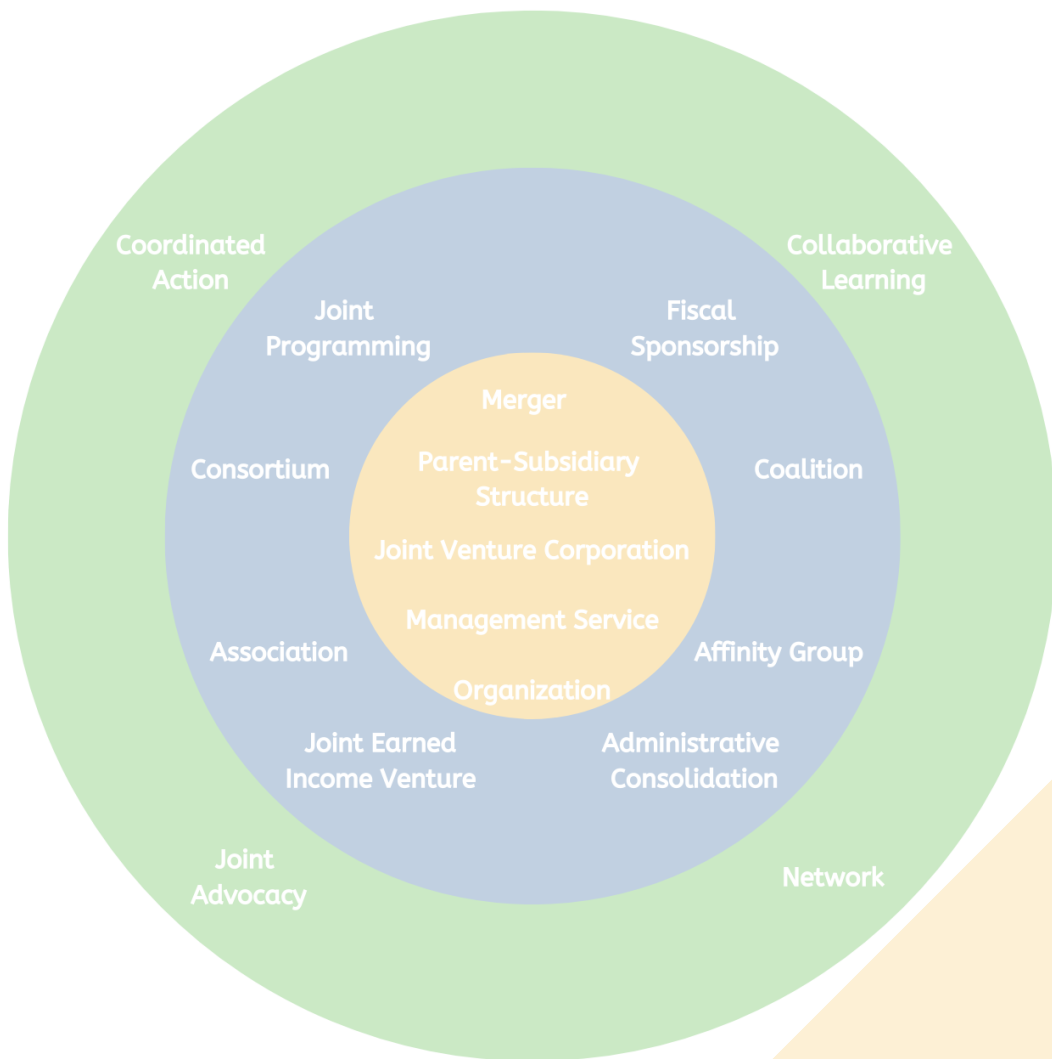 Coordinated
Action
Collaborative
Learning
Joint
Programming
Fiscal
Sponsorship
Merger
Parent-Subsidiary
Structure
Consortium
Coalition
Joint Venture Corporation
Management Service
Organization
Association
Affinity Group
Joint Earned
Income Venture
Administrative
Consolidation
Joint
Advocacy
Network